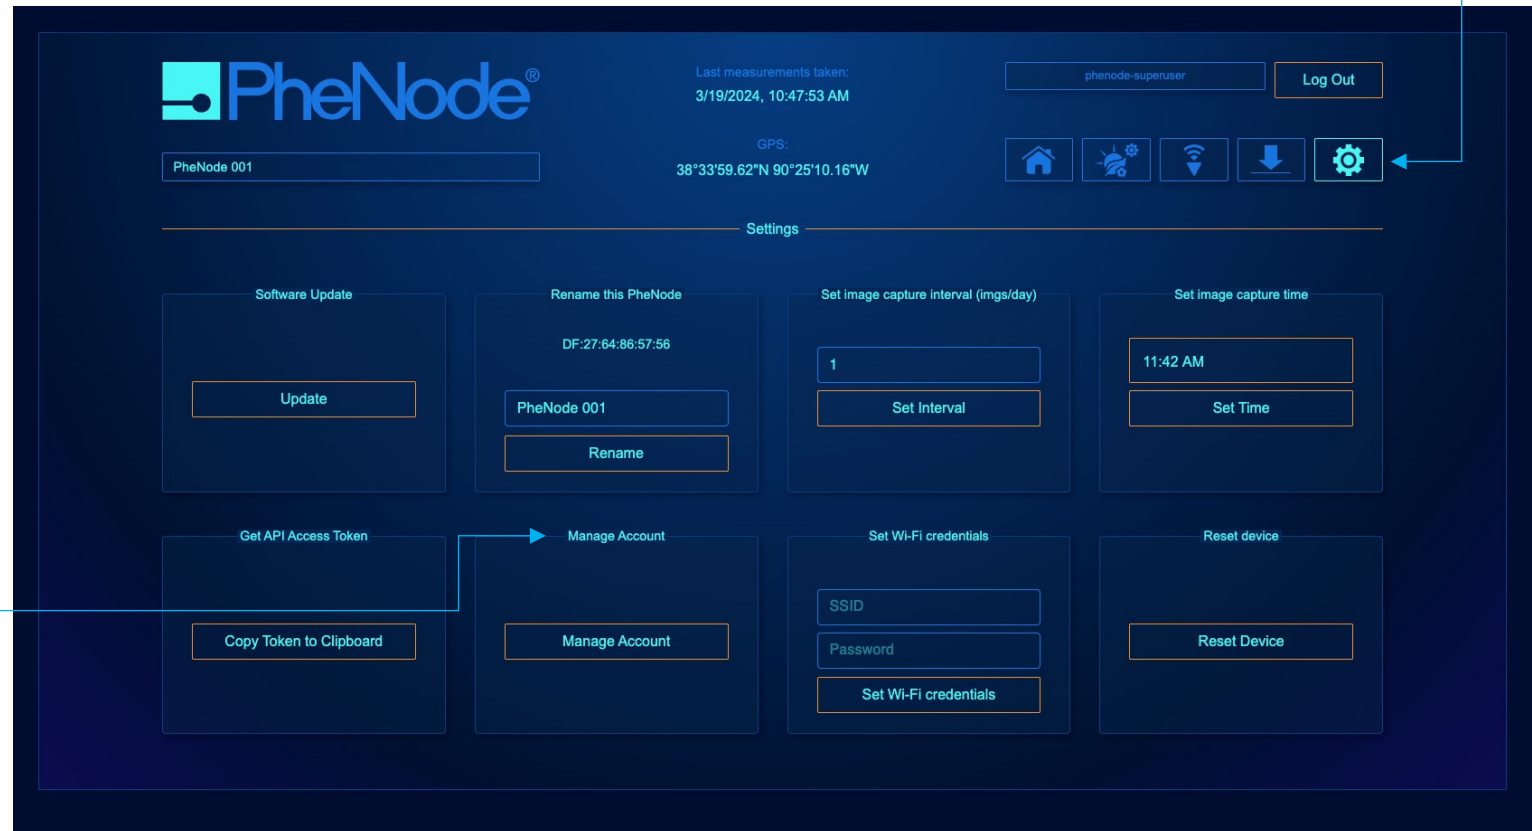 PheNode®
Last measurements taken:
3/19/2024, 10:47:53 AM
phenode-superuser
Log Out
PheNode 001
GPS:
38°33'59.62"N 90°25'10.16"W
Settings
Software Update
Update
Rename this PheNode
DF:27:64:86:57:56
PheNode 001
Rename
Set image capture interval (imgs/day)
1
Set Interval
Set image capture time
11:42 AM
Set Time
Get API Access Token
Copy Token to Clipboard
Manage Account
Manage Account
Set Wi-Fi credentials
SSID
Password
Set Wi-Fi credentials
Reset device
Reset Device